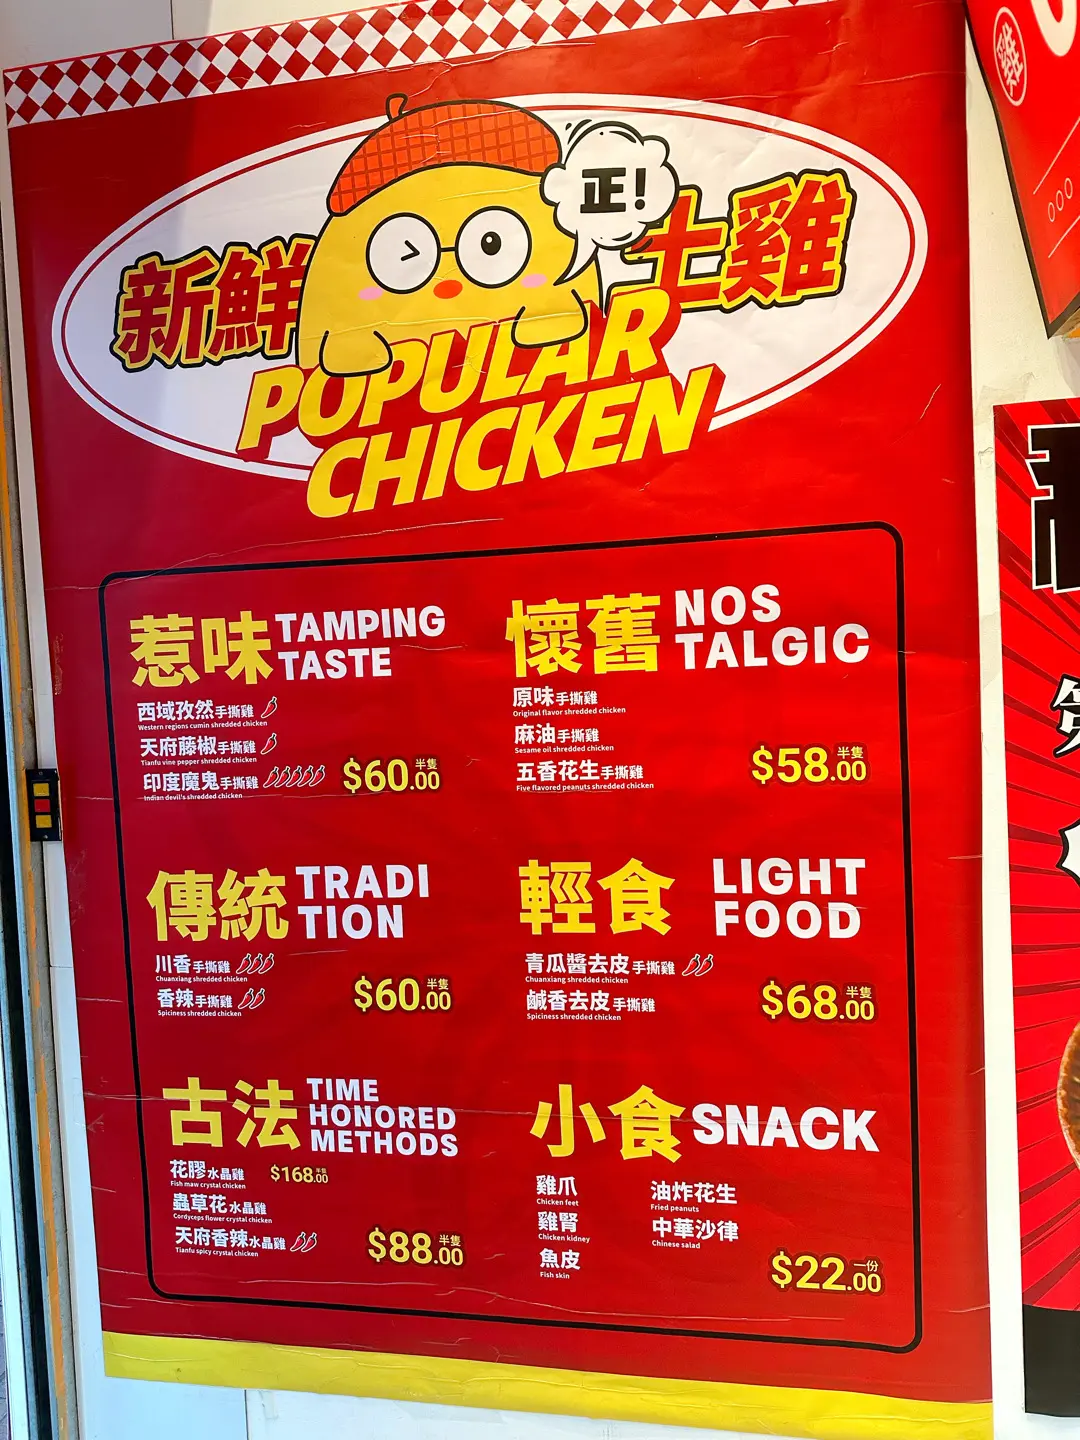 正!
新鮮土雞
POPULAR
CHICKEN
惹味 TAMPING
TASTE
西域孜然手撕雞
Western regions cumin shredded chicken
天府藤椒手撕雞
Tianfu vine pepper shredded chicken
印度魔鬼手撕雞
Indian devil's shredded chicken
$60.00 半隻
懷舊 NOS
TALGIC
原味手撕雞
Original flavor shredded chicken
麻油手撕雞
Sesame oil shredded chicken
五香花生手撕雞
Five flavored peanuts shredded chicken
$58.00 半隻
傳統 TRADI
TION
川香手撕雞
Chuanxiang shredded chicken
香辣手撕雞
Spiciness shredded chicken
$60.00 半隻
輕食 LIGHT
FOOD
青瓜醬去皮手撕雞
Chuanxiang shredded chicken
鹹香去皮手撕雞
Spiciness shredded chicken
$68.00 半隻
古法 TIME
HONORED
METHODS
花膠水晶雞 $168.00 半隻
Fish maw crystal chicken
蟲草花水晶雞
Cordyceps flower crystal chicken
天府香辣水晶雞
Tianfu spicy crystal chicken
$88.00 半隻
小食 SNACK
雞爪
Chicken feet
雞腎
Chicken kidney
魚皮
Fish skin
油炸花生
Fried peanuts
中華沙律
Chinese salad
$22.00 一份